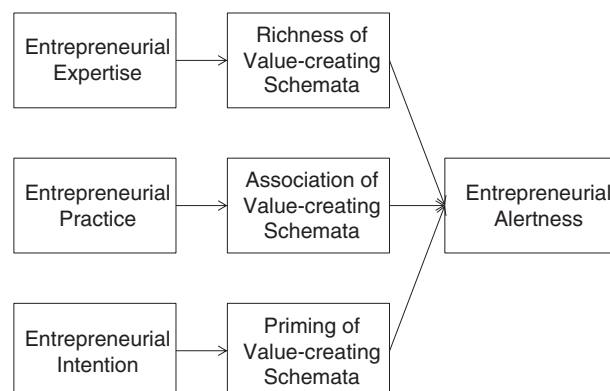 Entrepreneurial
Expertise
Richness of
Value-creating
Schemata
Entrepreneurial
Practice
Association of
Value-creating
Schemata
Entrepreneurial
Alertness
Entrepreneurial
Intention
Priming of
Value-creating
Schemata